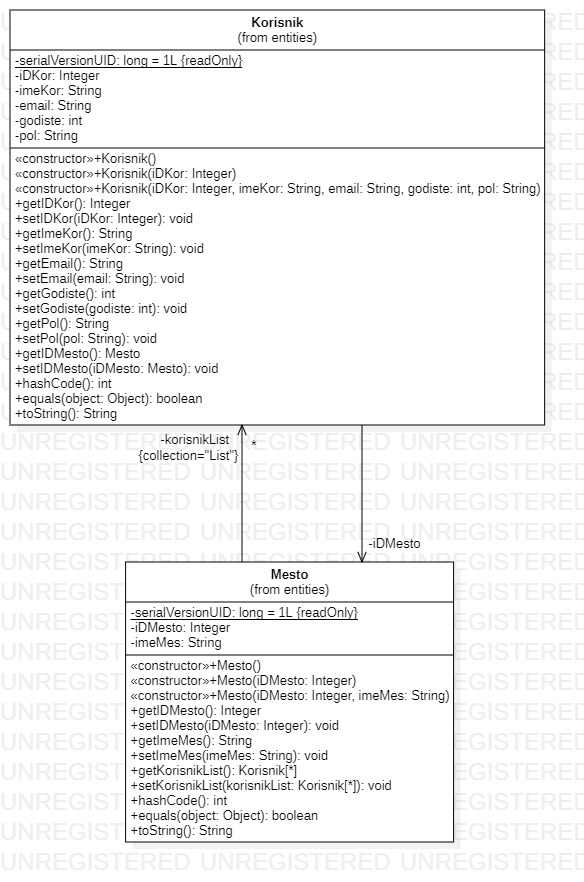 Korisnik
(from entities)
-serialVersionUID: long = 1L {readOnly}
-iDKor: Integer
-imeKor: String
-email: String
-godiste: int
-pol: String
«constructor»+Korisnik()
«constructor»+Korisnik(iDKor: Integer)
«constructor»+Korisnik(iDKor: Integer, imeKor: String, email: String, godiste: int, pol: String)
+getIDKor(): Integer
+setIDKor(iDKor: Integer): void
+getImeKor(): String
+setImeKor(imeKor: String): void
+getEmail(): String
+setEmail(email: String): void
+getGodiste(): int
+setGodiste(godiste: int): void
+getPol(): String
+setPol(pol: String): void
+getIDMesto(): Mesto
+setIDMesto(iDMesto: Mesto): void
+hashCode(): int
+equals(object: Object): boolean
+toString(): String
-korisnikList
*
{collection="List"}
-iDMesto
Mesto
(from entities)
-serialVersionUID: long = 1L {readOnly}
-iDMesto: Integer
-imeMes: String
«constructor»+Mesto()
«constructor»+Mesto(iDMesto: Integer)
«constructor»+Mesto(iDMesto: Integer, imeMes: String)
+getIDMesto(): Integer
+setIDMesto(iDMesto: Integer): void
+getImeMes(): String
+setImeMes(imeMes: String): void
+getKorisnikList(): Korisnik[*]
+setKorisnikList(korisnikList: Korisnik[*]): void
+hashCode(): int
+equals(object: Object): boolean
+toString(): String
UNREGISTERED UNREGISTERED UNREGISTERED